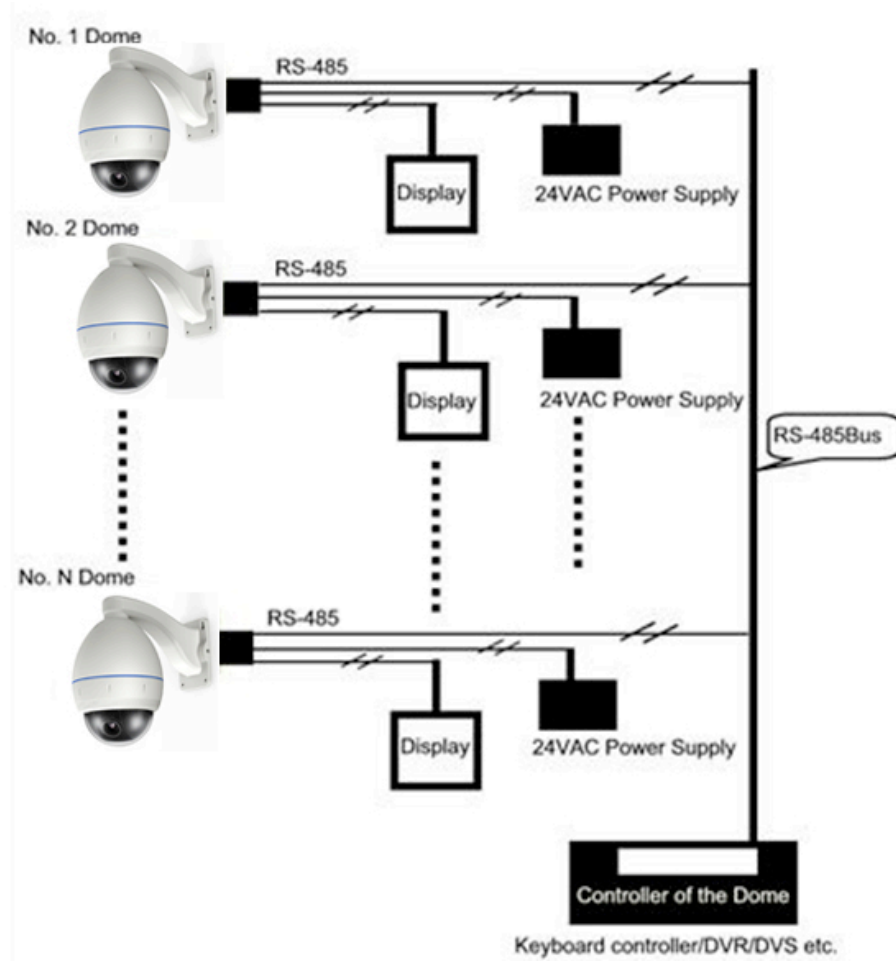 No. 1 Dome
RS-485
Display
24VAC Power Supply
No. 2 Dome
RS-485
Display
24VAC Power Supply
RS-485Bus
No. N Dome
RS-485
Display
24VAC Power Supply
Controller of the Dome
Keyboard controller/DVR/DVS etc.